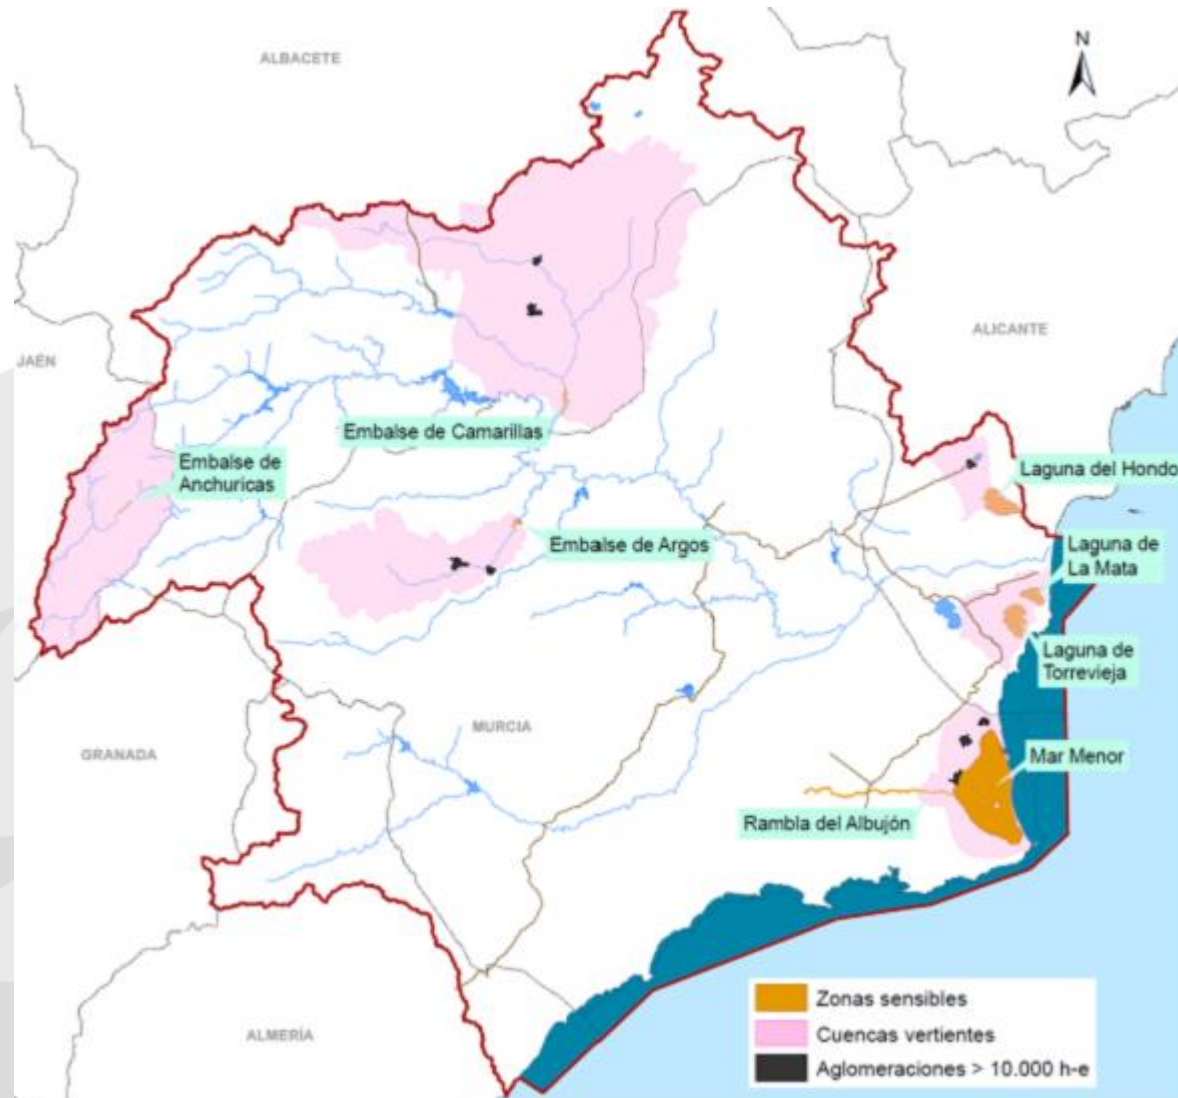 N
ALBACETE
ALICANTE
JAÉN
Embalse de Camarillas
Embalse de
Anchuricas
Laguna del Hondo
Embalse de Argos
Laguna de
La Mata
Laguna de
Torrevieja
MURCIA
GRANADA
Mar Menor
Rambla del Albujón
ALMERÍA
Zonas sensibles
Cuencas vertientes
Aglomeraciones > 10.000 h-e